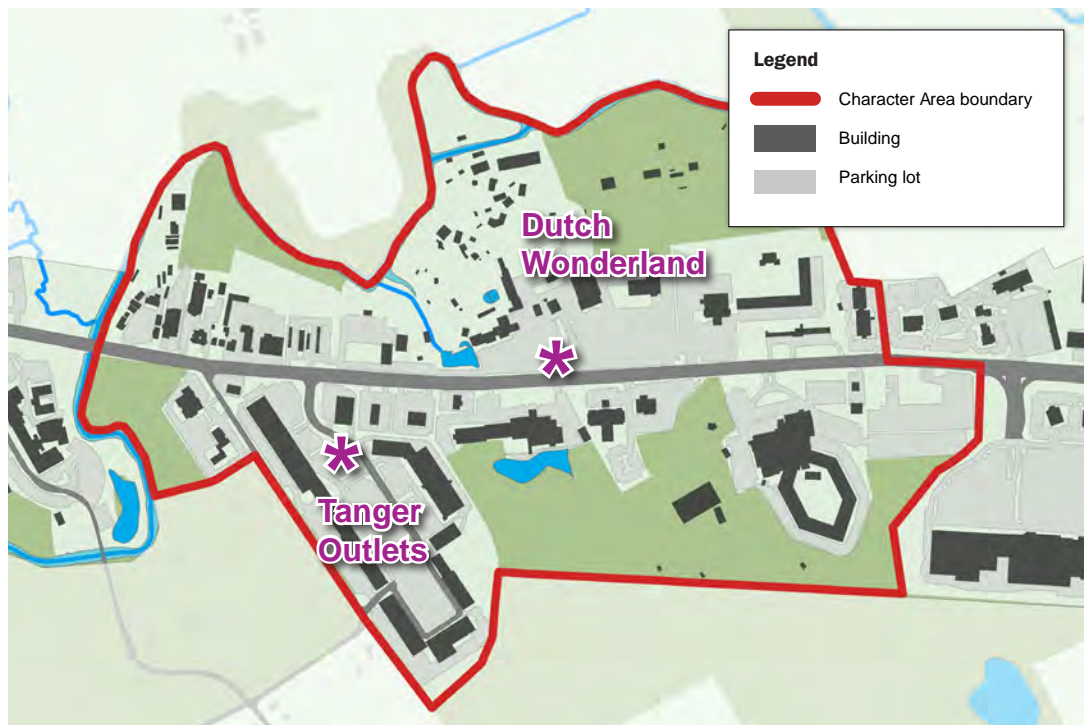 Legend
Character Area boundary
Building
Parking lot
Dutch
Wonderland
*
*
Tanger
Outlets